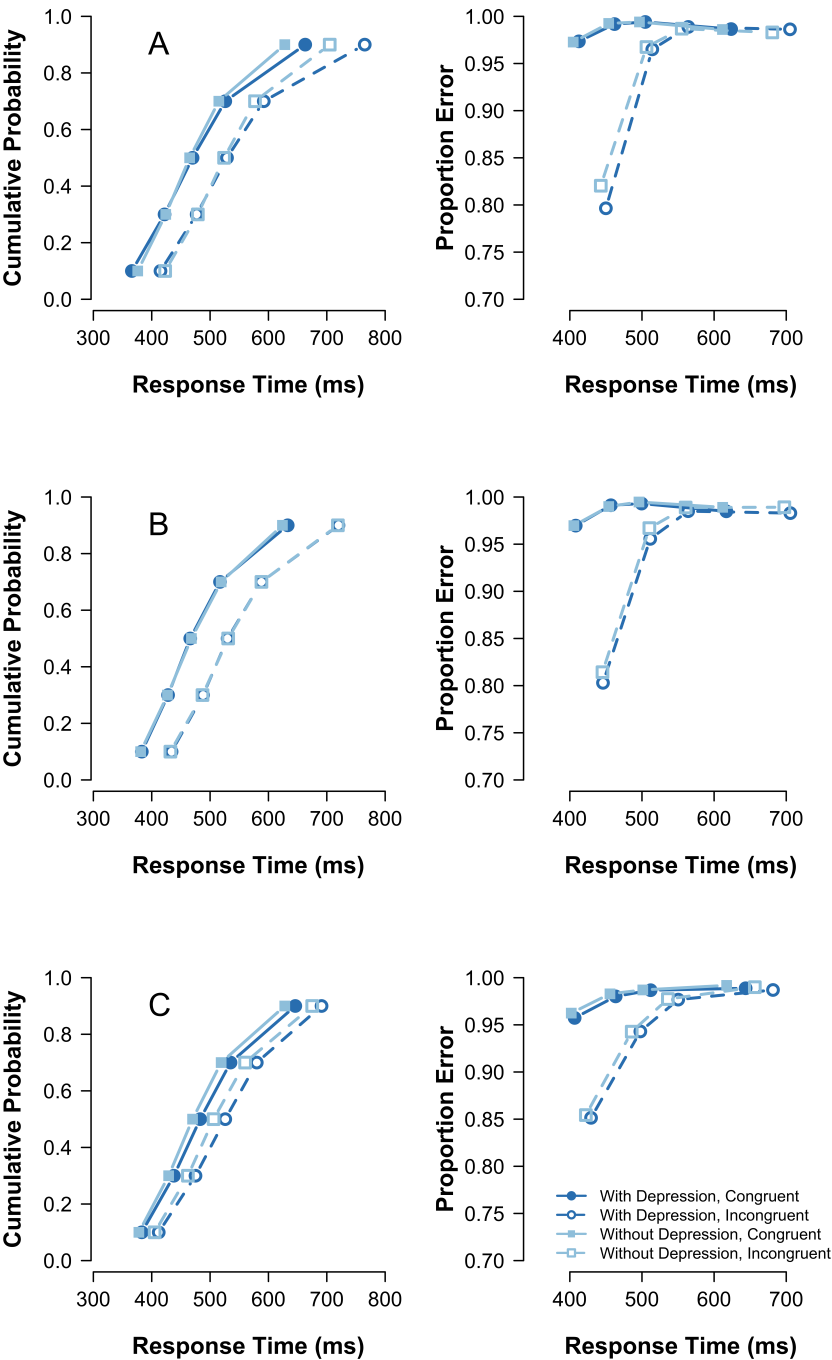 A
Cumulative Probability
1.0
0.8
0.6
0.4
0.2
0.0
300 400 500 600 700 800
Response Time (ms)
Proportion Error
1.00
0.95
0.90
0.85
0.80
0.75
0.70
400 500 600 700
Response Time (ms)
B
Cumulative Probability
1.0
0.8
0.6
0.4
0.2
0.0
300 400 500 600 700 800
Response Time (ms)
Proportion Error
1.00
0.95
0.90
0.85
0.80
0.75
0.70
400 500 600 700
Response Time (ms)
C
Cumulative Probability
1.0
0.8
0.6
0.4
0.2
0.0
300 400 500 600 700 800
Response Time (ms)
Proportion Error
1.00
0.95
0.90
0.85
0.80
0.75
0.70
With Depression, Congruent
With Depression, Incongruent
Without Depression, Congruent
Without Depression, Incongruent
400 500 600 700
Response Time (ms)